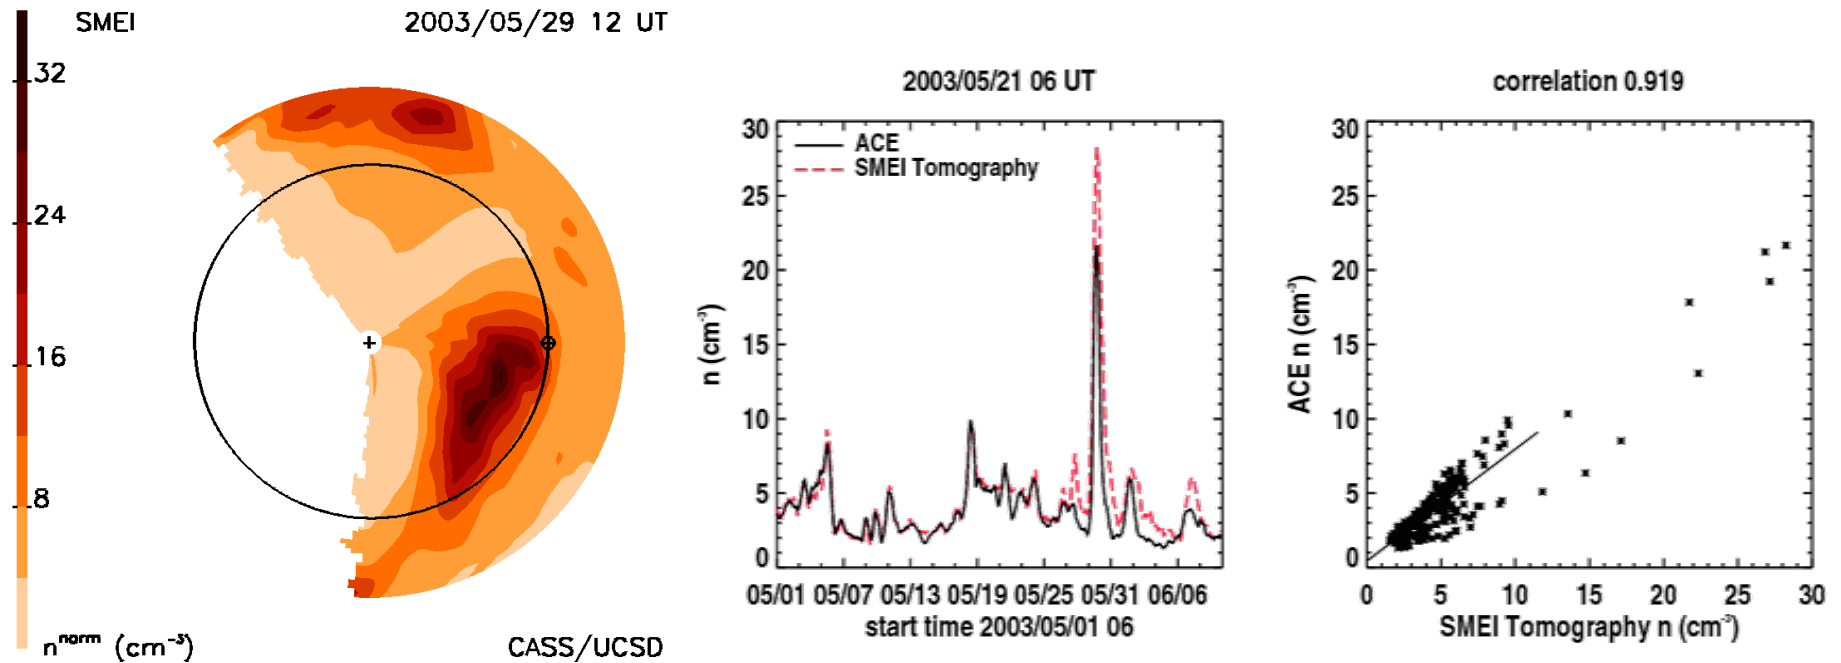 SMEI
2003/05/29 12 UT
32
24
16
8
n^norm (cm^-3)
CASS/UCSD
2003/05/21 06 UT
30
25
20
15
10
5
0
n (cm^-3)
ACE
SMEI Tomography
05/01 05/07 05/13 05/19 05/25 05/31 06/06
start time 2003/05/01 06
correlation 0.919
30
25
20
15
10
5
0
ACE n (cm^-3)
0 5 10 15 20 25 30
SMEI Tomography n (cm^-3)